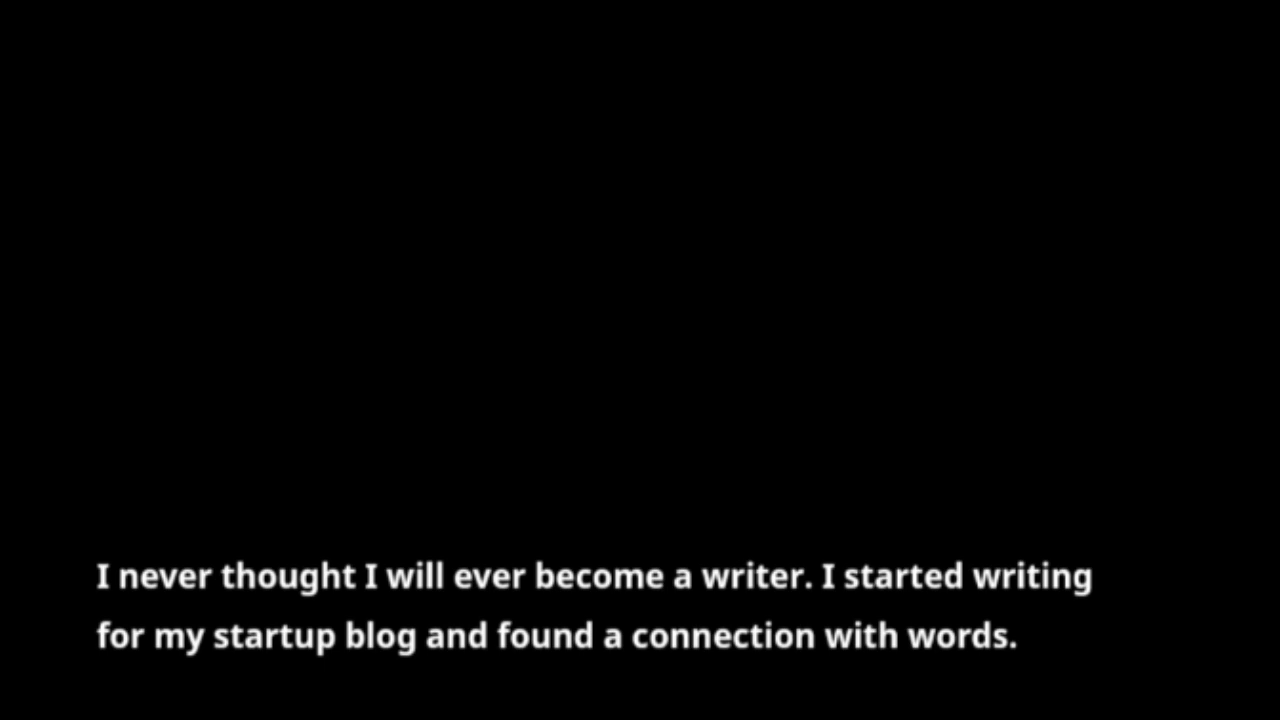 I never thought I will ever become a writer. I started writing
for my startup blog and found a connection with words.